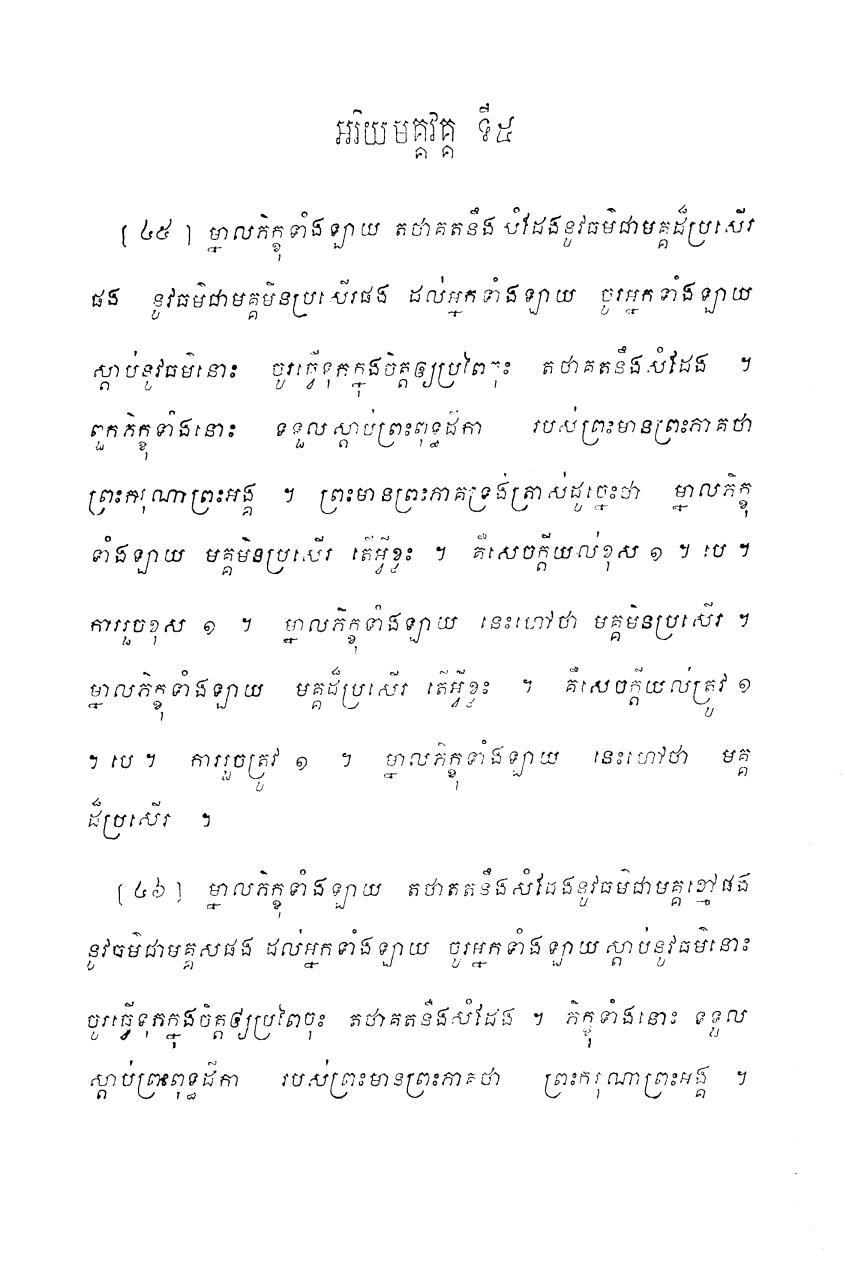 អរិយមគ្គវគ្គ ទី៥
[ ៤៥ ] ម្នាលភិក្ខុទាំងឡាយ តថាគតនឹងសំដែងនូវធម៌ជាមគ្គដ៏ប្រសើរ
ផង នូវធម៌ជាមគ្គមិនប្រសើរផង ដល់អ្នកទាំងឡាយ ចូរអ្នកទាំងឡាយ
ស្តាប់នូវធម៌នោះ ចូរធ្វើទុកក្នុងចិត្តឲ្យប្រពៃចុះ តថាគតនឹងសំដែង ។
ពួកភិក្ខុទាំងនោះ ទទួលស្តាប់ព្រះពុទ្ធដីកា របស់ព្រះមានព្រះភាគថា
ព្រះករុណាព្រះអង្គ ។ ព្រះមានព្រះភាគទ្រង់ត្រាស់ដូច្នេះថា ម្នាលភិក្ខុ
ទាំងឡាយ មគ្គមិនប្រសើរ តើអ្វីខ្លះ ។ គឺសេចក្តីយល់ខុស ១ ។ បេ ។
ការរួចខុស ១ ។ ម្នាលភិក្ខុទាំងឡាយ នេះហៅថា មគ្គមិនប្រសើរ ។
ម្នាលភិក្ខុទាំងឡាយ មគ្គដ៏ប្រសើរ តើអ្វីខ្លះ ។ គឺសេចក្តីយល់ត្រូវ ១
។ បេ ។ ការរួចត្រូវ ១ ។ ម្នាលភិក្ខុទាំងឡាយ នេះហៅថា មគ្គ
ដ៏ប្រសើរ ។
[ ៤៦ ] ម្នាលភិក្ខុទាំងឡាយ តថាតតនឹងសំដែងនូវធម៌ជាមគ្គខ្មៅផង
នូវធម៌ជាមគ្គសផង ដល់អ្នកទាំងឡាយ ចូរអ្នកទាំងឡាយស្តាប់នូវធម៌នោះ
ចូរធ្វើទុកក្នុងចិត្តឲ្យប្រពៃចុះ តថាគតនឹងសំដែង ។ ភិក្ខុទាំងនោះ ទទួល
ស្តាប់ព្រះពុទ្ធដីកា របស់ព្រះមានព្រះភាគថា ព្រះករុណាព្រះអង្គ ។